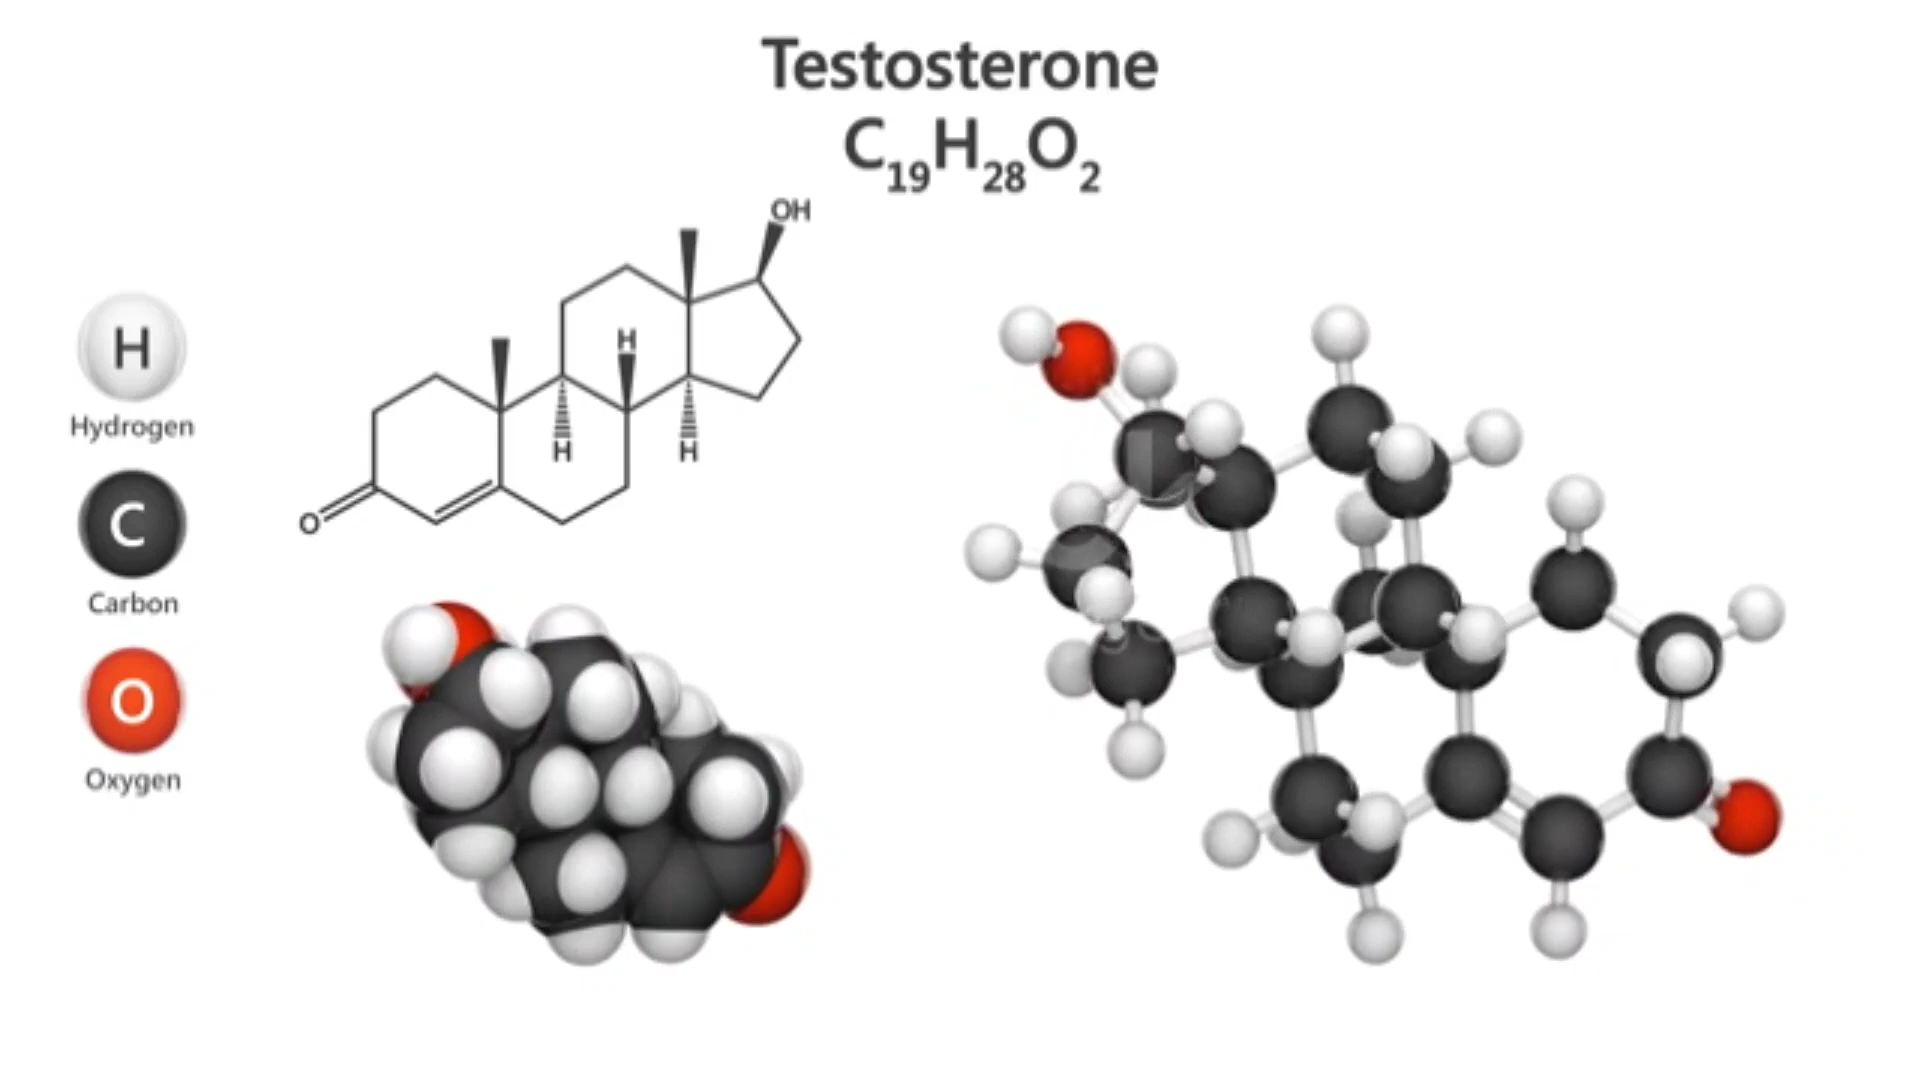 Testosterone
C₁₉H₂₈O₂
OH
H
H
H
O
H
Hydrogen
C
Carbon
O
Oxygen